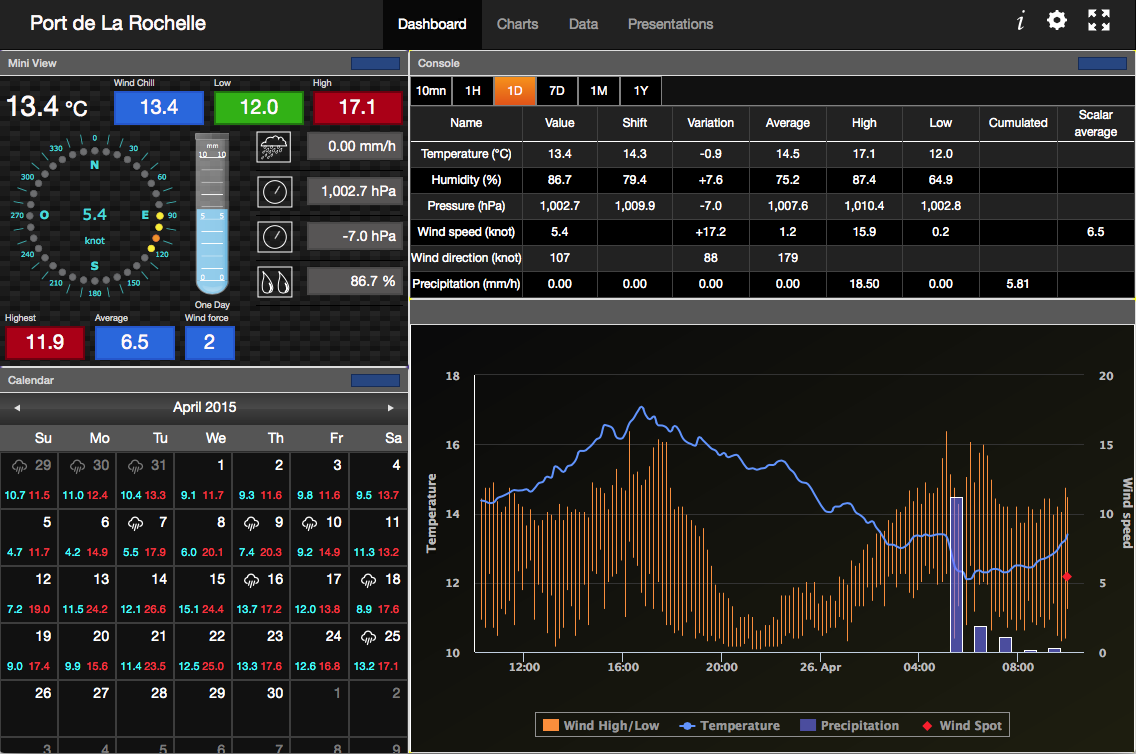 Port de La Rochelle
Dashboard Charts Data Presentations
i
Mini View
Wind Chill Low High
13.4 °C 13.4 12.0 17.1
0 30 60 90 120 150 180 210 240 270 300 330
N
O 5.4 E
knot
S
mm
10 10
5 5
0 0
One Day
0.00 mm/h
1,002.7 hPa
-7.0 hPa
86.7 %
Highest Average Wind force
11.9 6.5 2
Calendar
◄ April 2015 ►
Su Mo Tu We Th Fr Sa
29 30 31 1 2 3 4
10.7 11.5 11.0 12.4 10.4 13.3 9.1 11.7 9.3 11.6 9.8 11.6 9.5 13.7
5 6 7 8 9 10 11
4.7 11.7 4.2 14.9 5.5 17.9 6.0 20.1 7.4 20.3 9.2 14.9 11.3 13.2
12 13 14 15 16 17 18
7.2 19.0 11.5 24.2 12.1 26.6 15.1 24.4 13.7 17.2 12.0 13.8 8.9 17.6
19 20 21 22 23 24 25
9.0 17.4 9.9 15.6 11.4 23.5 12.5 25.0 13.3 17.6 12.6 16.8 13.2 17.1
26 27 28 29 30 1 2
3 4 5 6 7 8 9
Console
10mn 1H 1D 7D 1M 1Y
Name Value Shift Variation Average High Low Cumulated Scalar average
Temperature (°C) 13.4 14.3 -0.9 14.5 17.1 12.0
Humidity (%) 86.7 79.4 +7.6 75.2 87.4 64.9
Pressure (hPa) 1,002.7 1,009.9 -7.0 1,007.6 1,010.4 1,002.8
Wind speed (knot) 5.4 +17.2 1.2 15.9 0.2 6.5
Wind direction (knot) 107 88 179
Precipitation (mm/h) 0.00 0.00 0.00 0.00 18.50 0.00 5.81
Temperature
18
16
14
12
10
Wind speed
20
15
10
5
0
12:00 16:00 20:00 26. Apr 04:00 08:00
Wind High/Low Temperature Precipitation Wind Spot